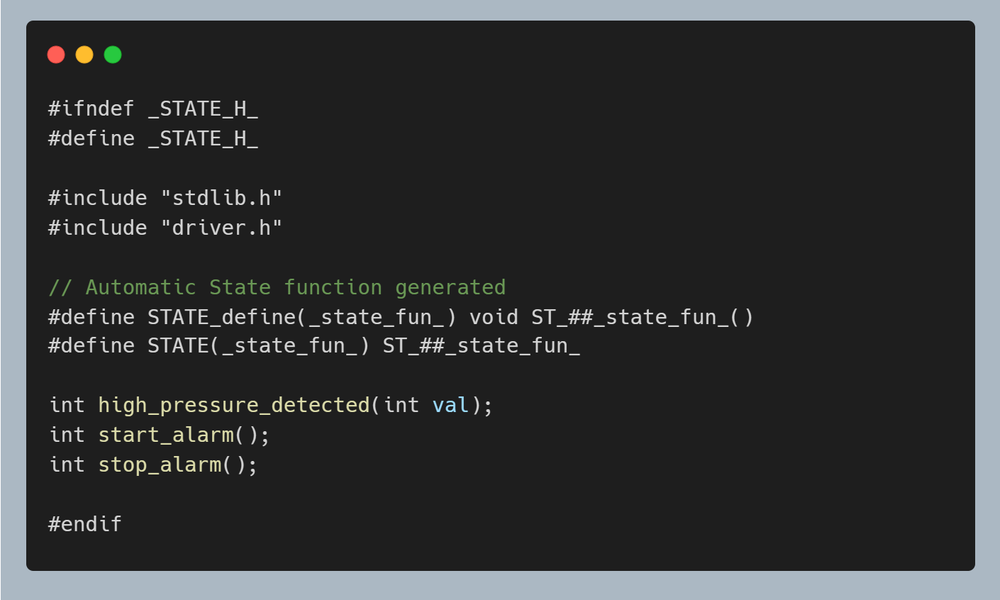 #ifndef _STATE_H_
#define _STATE_H_
#include "stdlib.h"
#include "driver.h"
// Automatic State function generated
#define STATE_define(_state_fun_) void ST_##_state_fun_()
#define STATE(_state_fun_) ST_##_state_fun_
int high_pressure_detected(int val);
int start_alarm();
int stop_alarm();
#endif